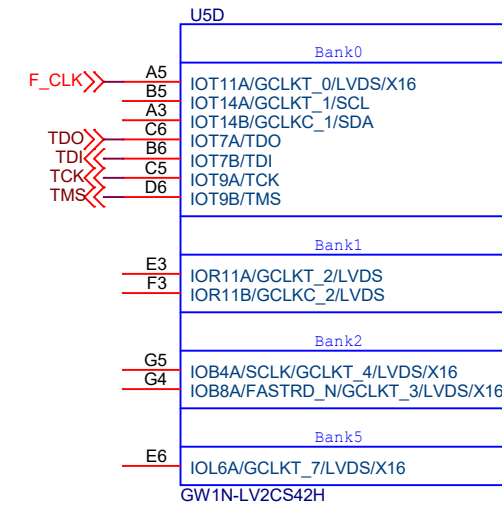 U5D
Bank0
F_CLK A5 IOT11A/GCLKT_0/LVDS/X16
B5 IOT14A/GCLKT_1/SCL
A3 IOT14B/GCLKC_1/SDA
TDO C6 IOT7A/TDO
TDI B6 IOT7B/TDI
TCK C5 IOT9A/TCK
TMS D6 IOT9B/TMS
Bank1
E3 IOR11A/GCLKT_2/LVDS
F3 IOR11B/GCLKC_2/LVDS
Bank2
G5 IOB4A/SCLK/GCLKT_4/LVDS/X16
G4 IOB8A/FASTRD_N/GCLKT_3/LVDS/X16
Bank5
E6 IOL6A/GCLKT_7/LVDS/X16
GW1N-LV2CS42H